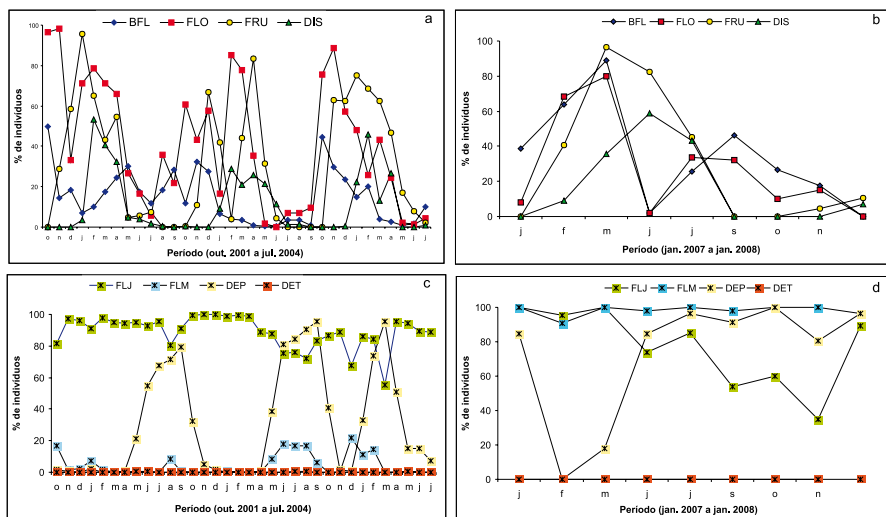 BFL FLO FRU DIS a
100
80
60
40
20
0
% de indivíduos
o n d j f m a m j j a s o n d j f m a m j j a s o n d j f m a m j j
Período (out. 2001 a jul. 2004)
BFL FLO FRU DIS b
100
80
60
40
20
0
% de indivíduos
j f m j j s o n
Período (jan. 2007 a jan. 2008)
FLJ FLM DEP DET c
100
80
60
40
20
0
% de indivíduos
o n d j f m a m j j a s o n d j f m a m j j a s o n d j f m a m j j
Período (out. 2001 a jul. 2004)
FLJ FLM DEP DET d
100
80
60
40
20
0
% de indivíduos
j f m j j s o n
Período (jan. 2007 a jan. 2008)